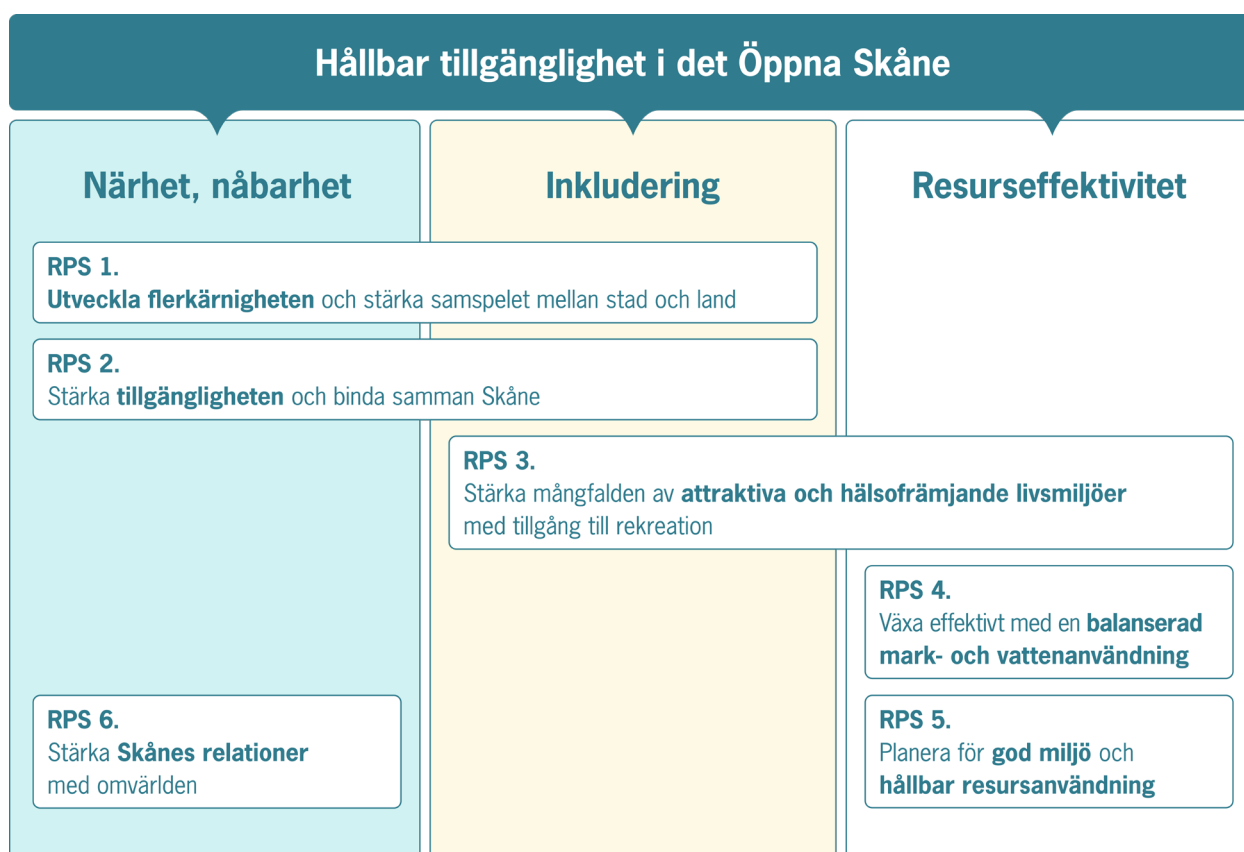 Hållbar tillgänglighet i det Öppna Skåne
Närhet, nåbarhet
Inkludering
Resurseffektivitet
RPS 1.
Utveckla flerkärnigheten och stärka samspelet mellan stad och land
RPS 2.
Stärka tillgängligheten och binda samman Skåne
RPS 3.
Stärka mångfalden av attraktiva och hälsofrämjande livsmiljöer
med tillgång till rekreation
RPS 4.
Växa effektivt med en balanserad
mark- och vattenanvändning
RPS 6.
Stärka Skånes relationer
med omvärlden
RPS 5.
Planera för god miljö och
hållbar resursanvändning